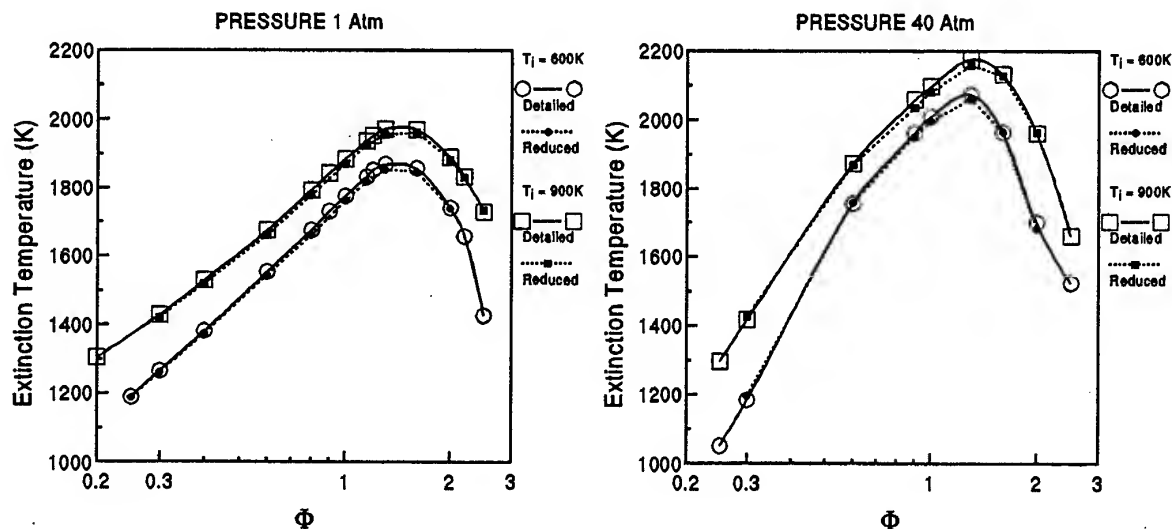 PRESSURE 1 Atm
Extinction Temperature (K)
2200
2000
1800
1600
1400
1200
1000
0.2 0.3 1 2 3
Φ
Ti = 600K
Detailed
Reduced
Ti = 900K
Detailed
Reduced
PRESSURE 40 Atm
Extinction Temperature (K)
2200
2000
1800
1600
1400
1200
1000
0.2 0.3 1 2 3
Φ
Ti = 600K
Detailed
Reduced
Ti = 900K
Detailed
Reduced